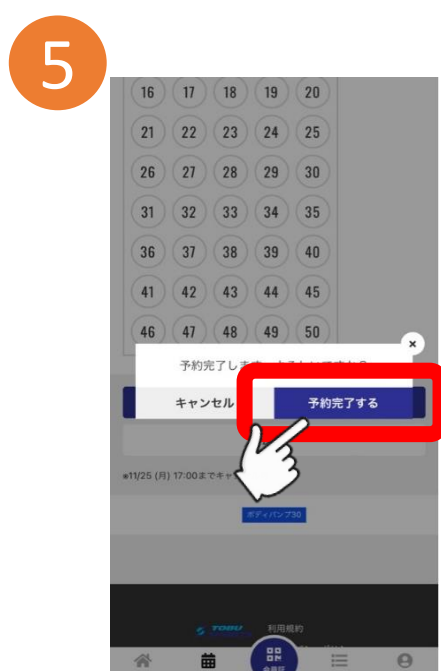 5
16 17 18 19 20
21 22 23 24 25
26 27 28 29 30
31 32 33 34 35
36 37 38 39 40
41 42 43 44 45
46 47 48 49 50
×
予約完了します
キャンセル 予約完了する
※11/25 (月) 17:00までキャ
ボディパンプ30
TOBU 利用規約
会員証